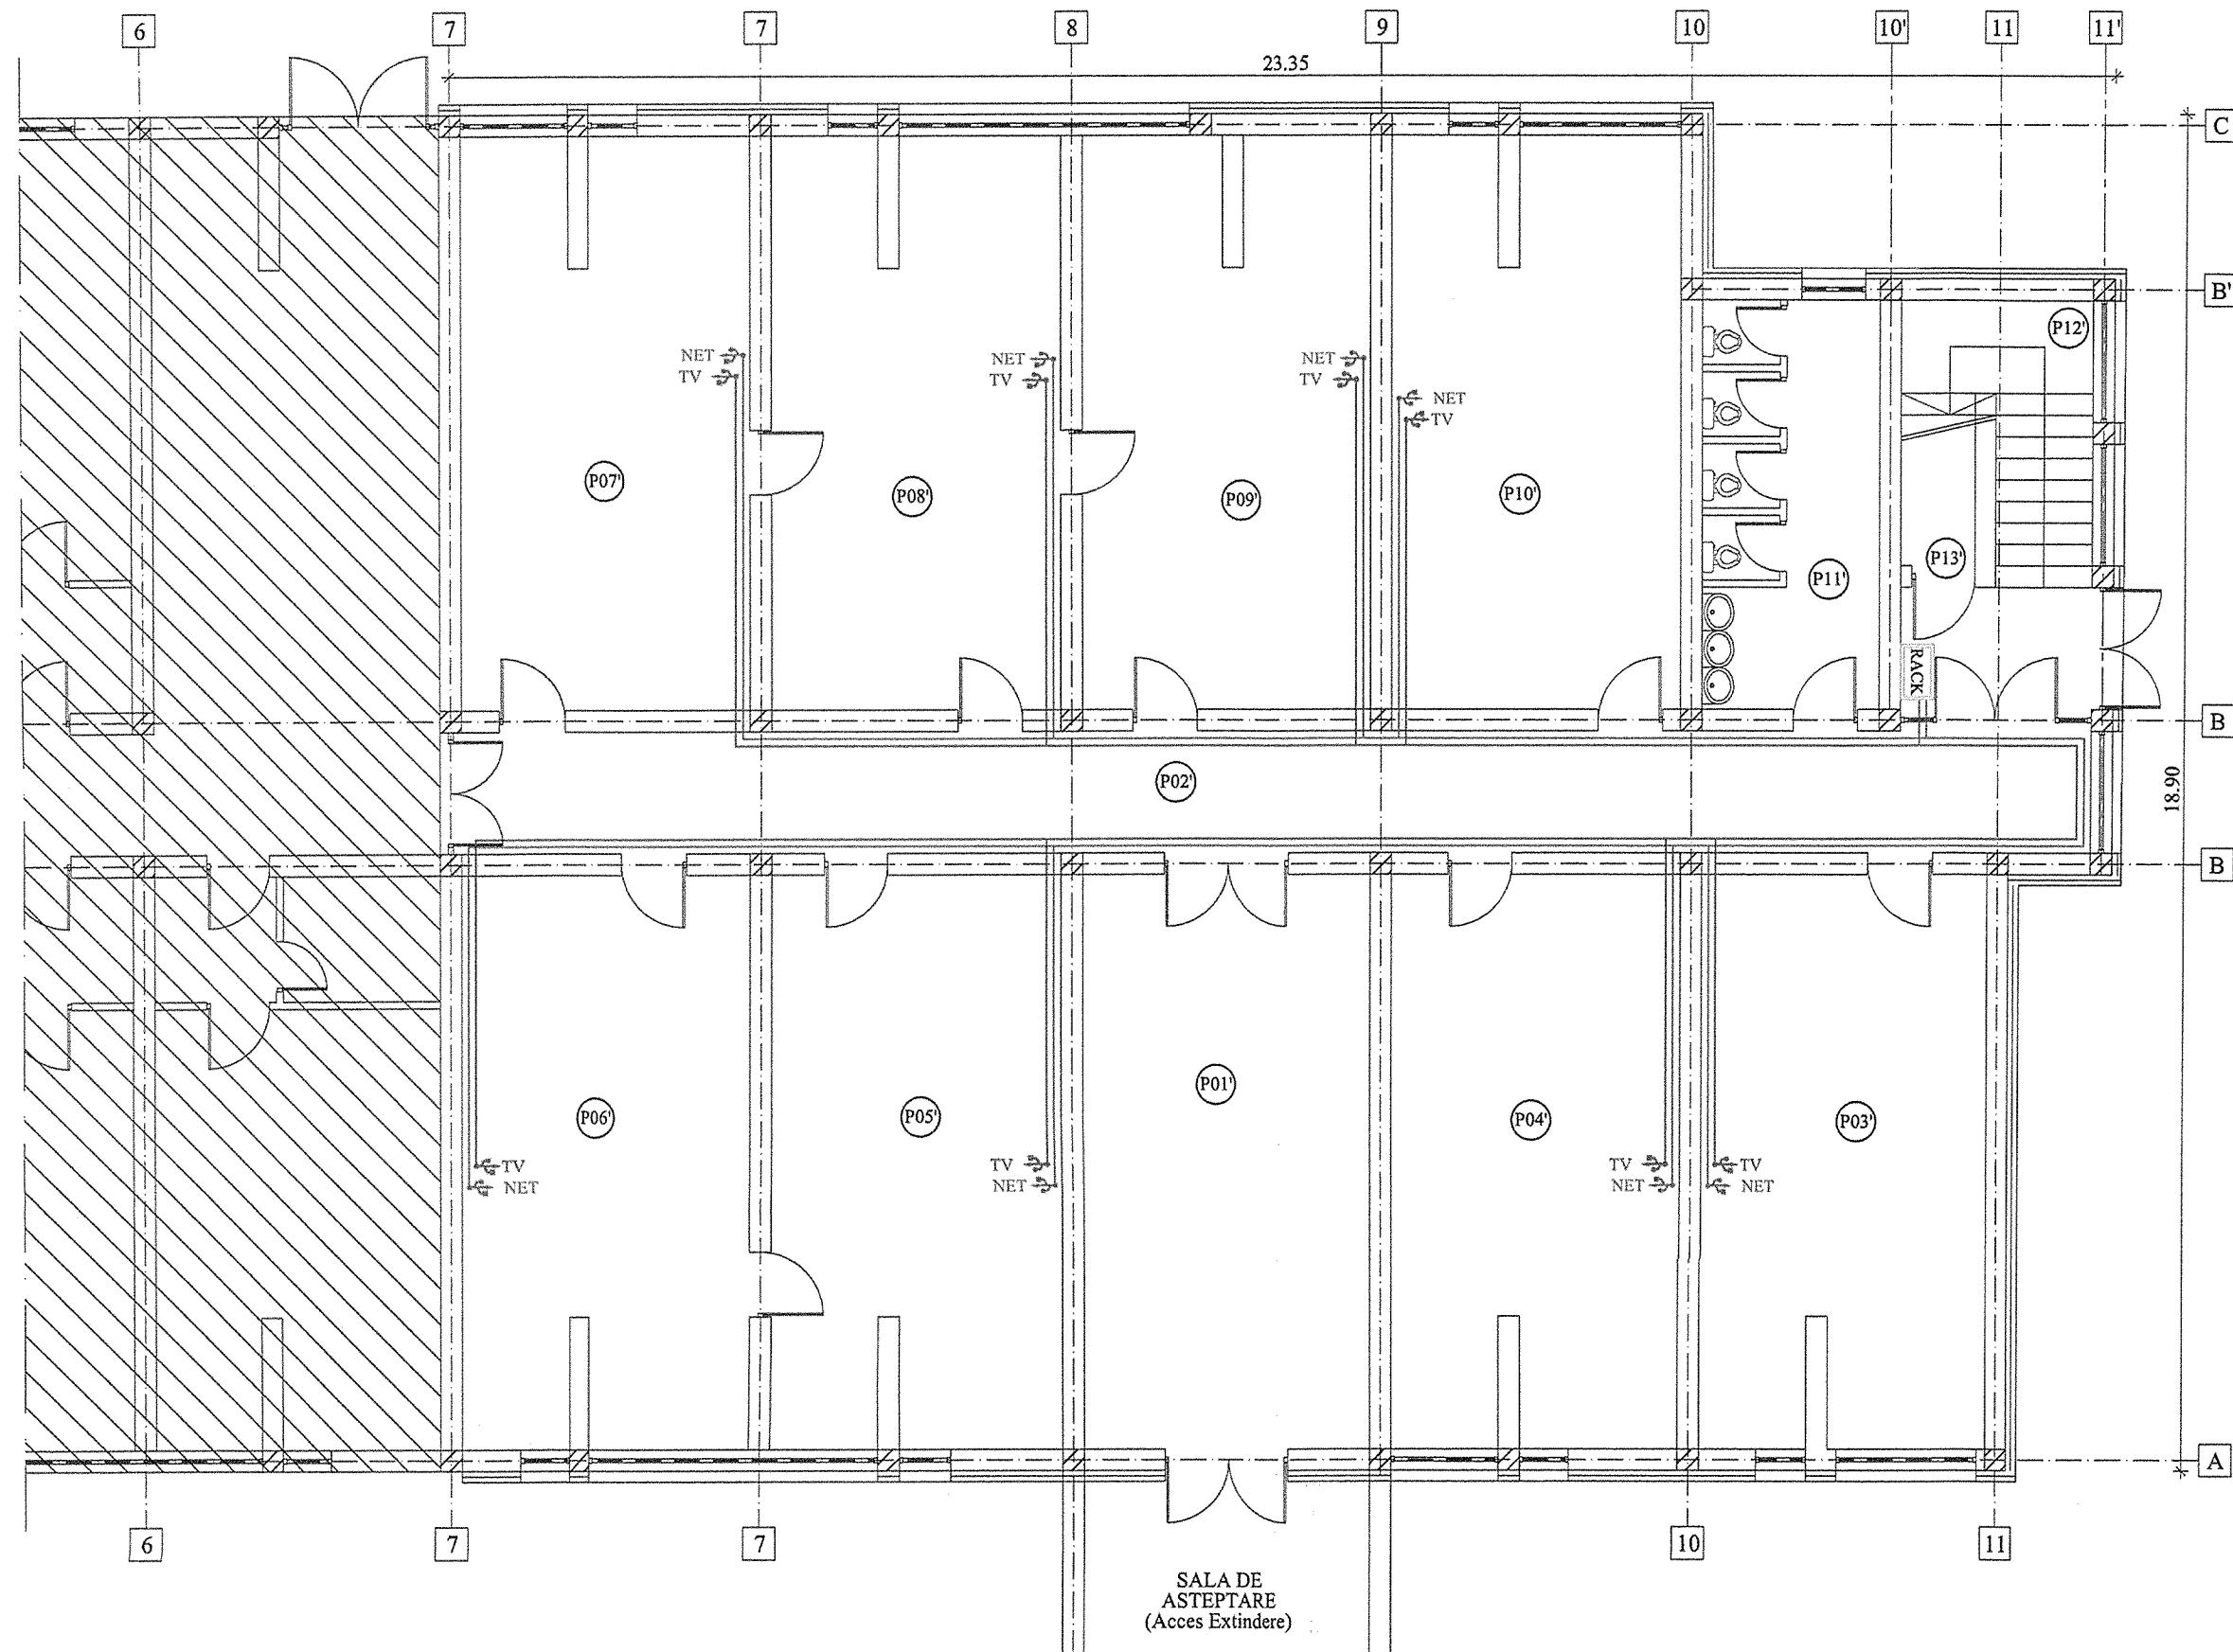 6
7
7
8
9
10
10'
11
11'
23.35
C
B'
P12'
NET
TV
NET
TV
NET
TV
NET
TV
P07'
P08'
P09'
P10'
P11'
P13'
RACK
B
P02'
18.90
B
P01'
P06'
P05'
P04'
P03'
TV
NET
TV
NET
TV
NET
TV
NET
A
6
7
7
10
11
SALA DE
ASTEPTARE
(Acces Extindere)